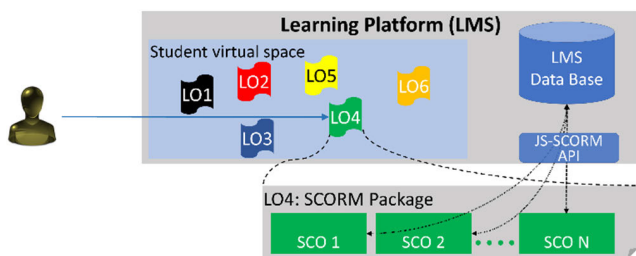 Learning Platform (LMS)
Student virtual space
LO1
LO2
LO5
LO6
LO4
LO3
LMS
Data Base
JS-SCORM
API
LO4: SCORM Package
SCO 1
SCO 2
SCO N